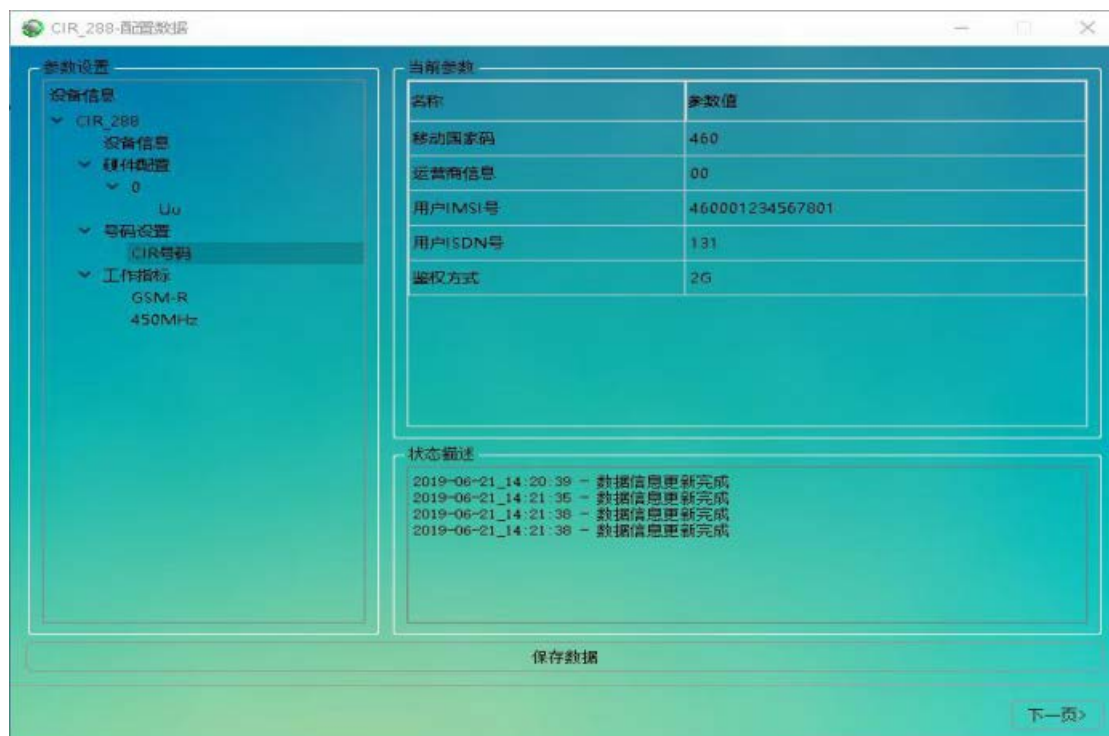 CIR_288-配置数据
参数设置
设备信息
CIR_288
设备信息
硬件配置
0
Uu
号码设置
CIR号码
工作指标
GSM-R
450MHz
当前参数
名称 参数值
移动国家码 460
运营商信息 00
用户IMSI号 460001234567801
用户ISDN号 131
鉴权方式 2G
状态描述
2019-06-21_14:20:39 - 数据信息更新完成
2019-06-21_14:21:35 - 数据信息更新完成
2019-06-21_14:21:38 - 数据信息更新完成
2019-06-21_14:21:38 - 数据信息更新完成
保存数据
下一页>